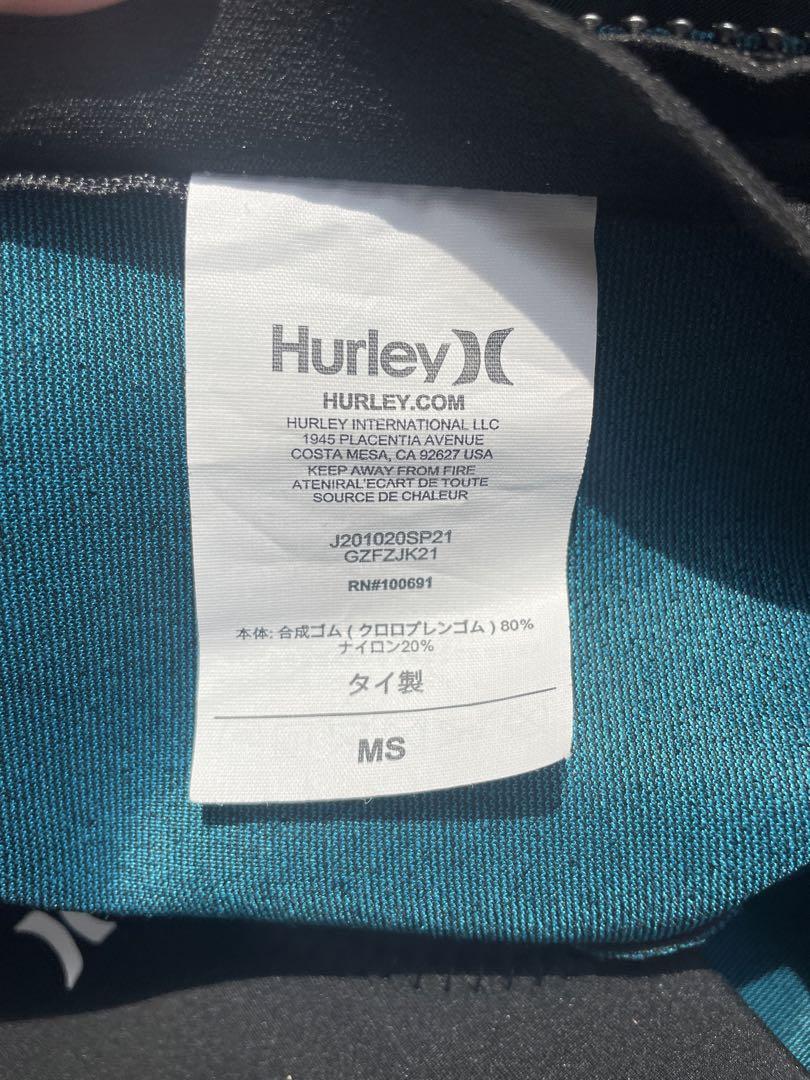 Hurley
HURLEY.COM
HURLEY INTERNATIONAL LLC
1945 PLACENTIA AVENUE
COSTA MESA, CA 92627 USA
KEEP AWAY FROM FIRE
ATENIRAL'ECART DE TOUTE
SOURCE DE CHALEUR
J201020SP21
GZFZJK21
RN#100691
本体: 合成ゴム ( クロロプレンゴム ) 80%
ナイロン20%
タイ製
MS